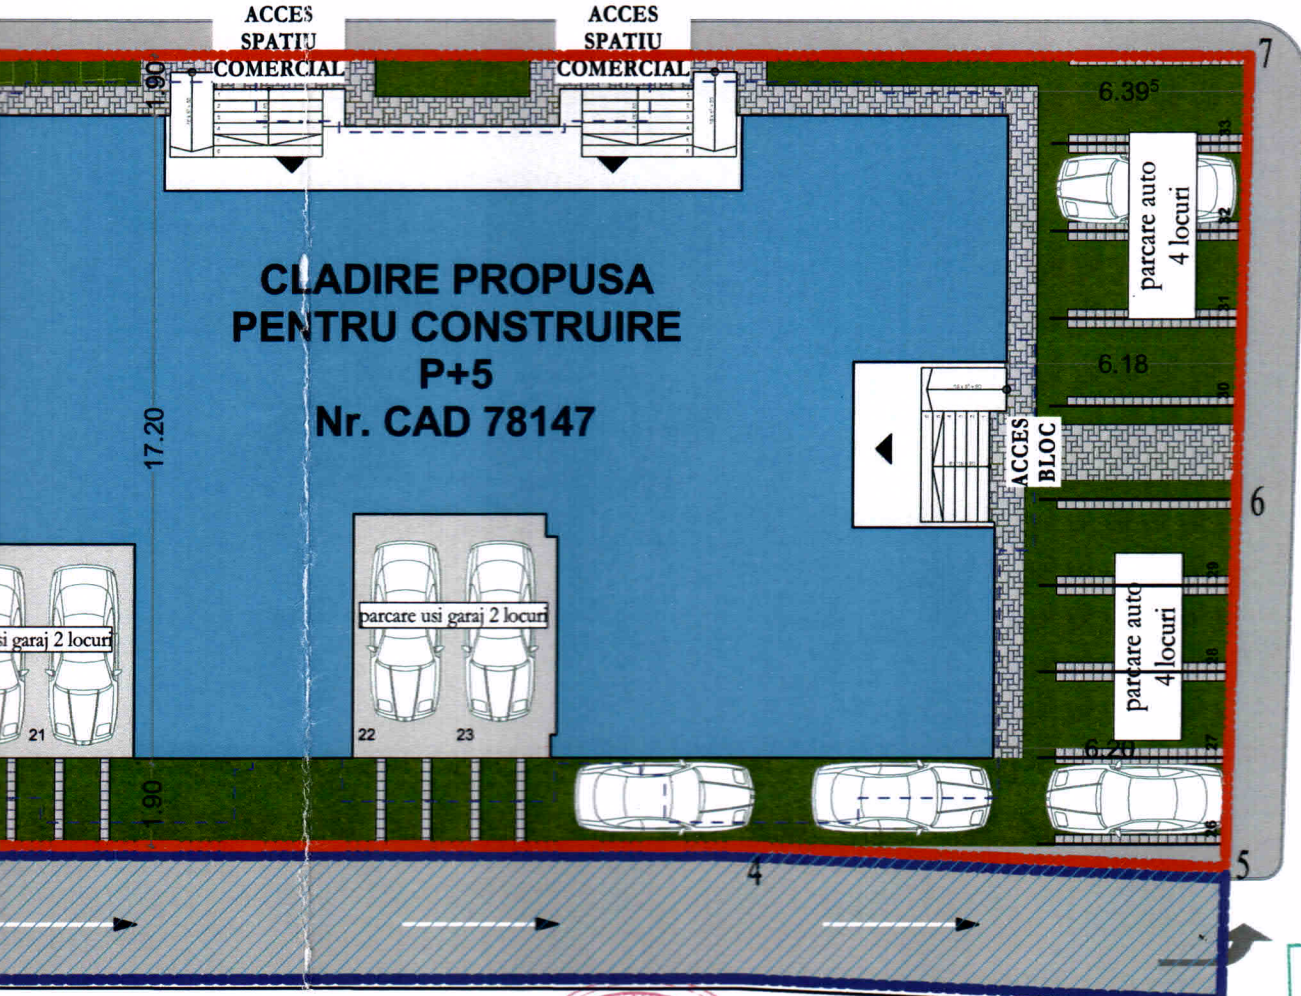 ACCES
SPATIU
COMERCIAL
ACCES
SPATIU
COMERCIAL
7
1.90
6.39⁵
33
parcare auto
4 locuri
32
31
CLADIRE PROPUSA
PENTRU CONSTRUIRE
P+5
Nr. CAD 78147
6.18
30
17.20
ACCES
BLOC
6
29
parcare auto
4 locuri
28
parcare usi garaj 2 locuri
si garaj 2 locuri
21
22
23
6.20
27
1.90
26
4
5